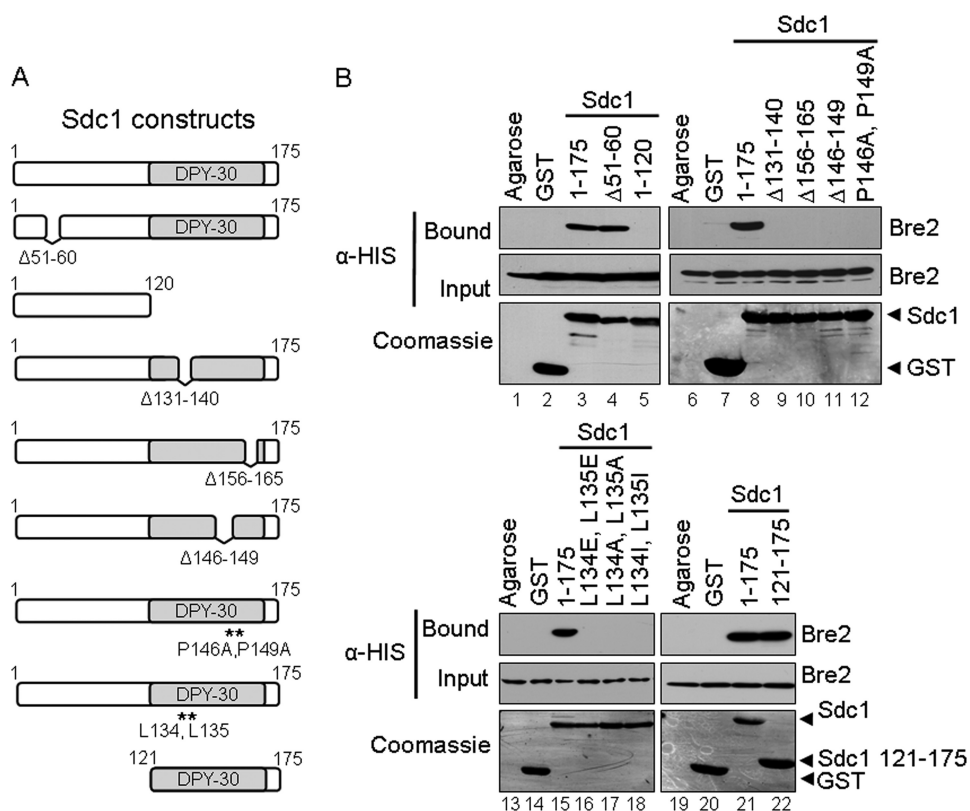 A
Sdc1 constructs
1 175
DPY-30
1 175
DPY-30
Δ51-60
1 120
1 175
Δ131-140
1 175
Δ156-165
1 175
Δ146-149
1 175
DPY-30
**
P146A,P149A
1 175
DPY-30
**
L134, L135
121 175
DPY-30
B
Sdc1
Agarose
GST
1-175
Δ51-60
1-120
Sdc1
Agarose
GST
1-175
Δ131-140
Δ156-165
Δ146-149
P146A, P149A
α-HIS
Bound
Bre2
Input
Bre2
Coomassie
Sdc1
GST
1 2 3 4 5 6 7 8 9 10 11 12
Sdc1
Agarose
GST
1-175
L134E, L135E
L134A, L135A
L134I, L135I
Sdc1
Agarose
GST
1-175
121-175
α-HIS
Bound
Bre2
Input
Bre2
Coomassie
Sdc1
Sdc1 121-175
GST
13 14 15 16 17 18 19 20 21 22